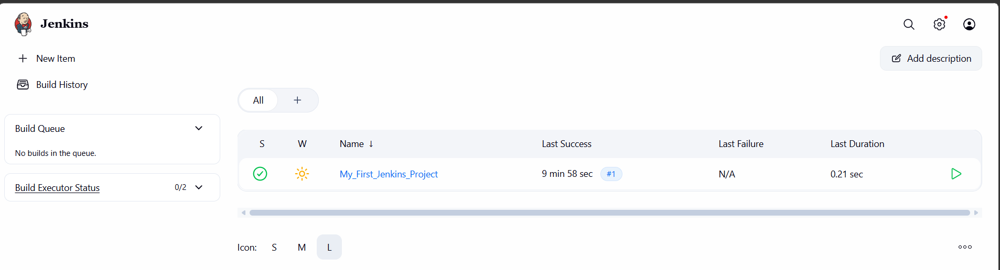 Jenkins
New Item
Add description
Build History
All +
Build Queue
No builds in the queue.
Build Executor Status 0/2
S W Name ↓ Last Success Last Failure Last Duration
My_First_Jenkins_Project 9 min 58 sec #1 N/A 0.21 sec
Icon: S M L